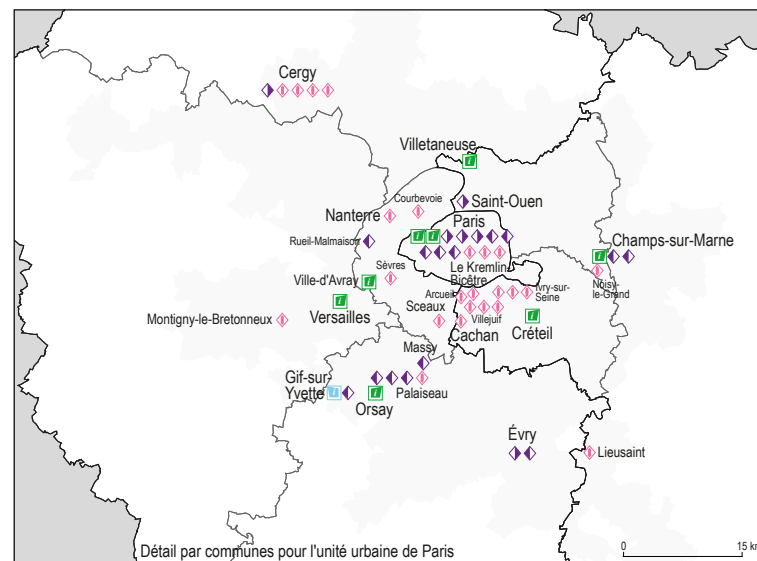 Cergy
Villetaneuse
Courbevoie
Saint-Ouen
Nanterre
Paris
Rueil-Malmaison
Champs-sur-Marne
Le Kremlin-
Bicêtre
Sèvres
Ville-d'Avray
Noisy-
le-Grand
Arcueil
Ivry-sur-
Seine
Versailles
Sceaux
Montigny-le-Bretonneux
Villejuif
Créteil
Cachan
Massy
Gif-sur-
Yvette
Palaiseau
Orsay
Évry
Lieusaint
Détail par communes pour l'unité urbaine de Paris
0
15 km